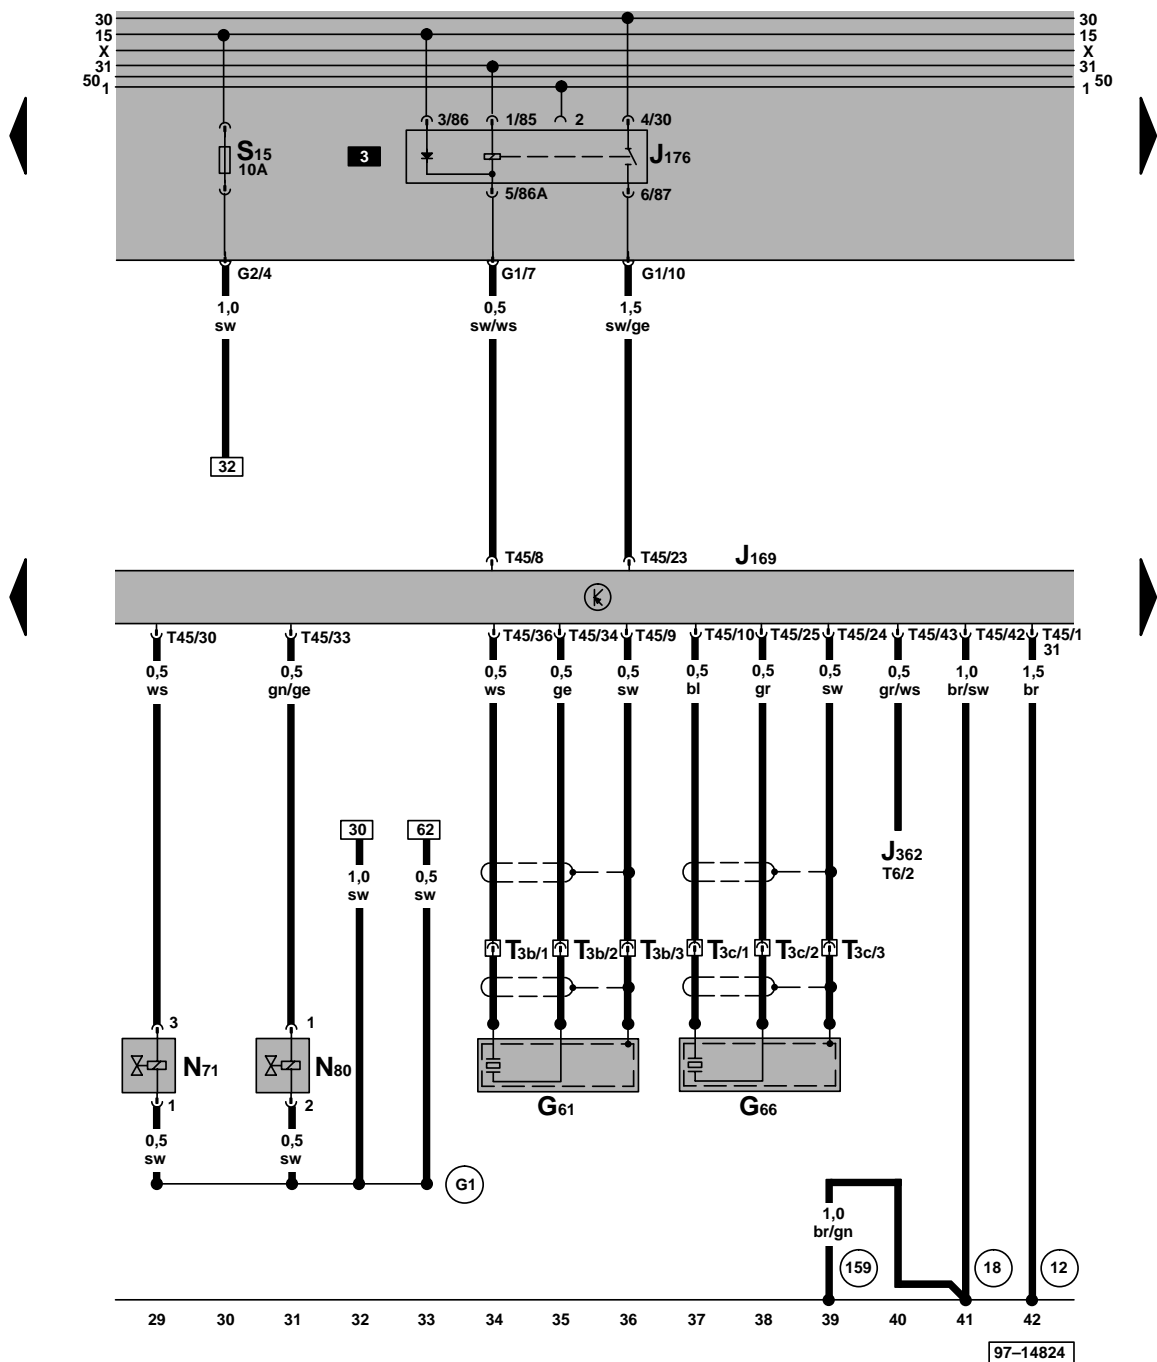 30 30
15 15
X X
31 31
50 1 1 50
3/86 1/85 2 4/30
S15
10A
3
J176
5/86A 6/87
G2/4 G1/7 G1/10
1,0 0,5 1,5
sw sw/ws sw/ge
32
T45/8 T45/23 J169
T45/30 T45/33 T45/36 T45/34 T45/9 T45/10 T45/25 T45/24 T45/43 T45/42 T45/1
31
0,5 0,5 0,5 0,5 0,5 0,5 0,5 0,5 0,5 1,0 1,5
ws gn/ge ws ge sw bl gr sw gr/ws br/sw br
30 62
J362
T6/2
1,0 0,5
sw sw
T3b/1 T3b/2 T3b/3 T3c/1 T3c/2 T3c/3
3 1
N71 N80
G61 G66
1 2
0,5 0,5
sw sw
G1
1,0
br/gn
159 18 12
29 30 31 32 33 34 35 36 37 38 39 40 41 42
97–14824